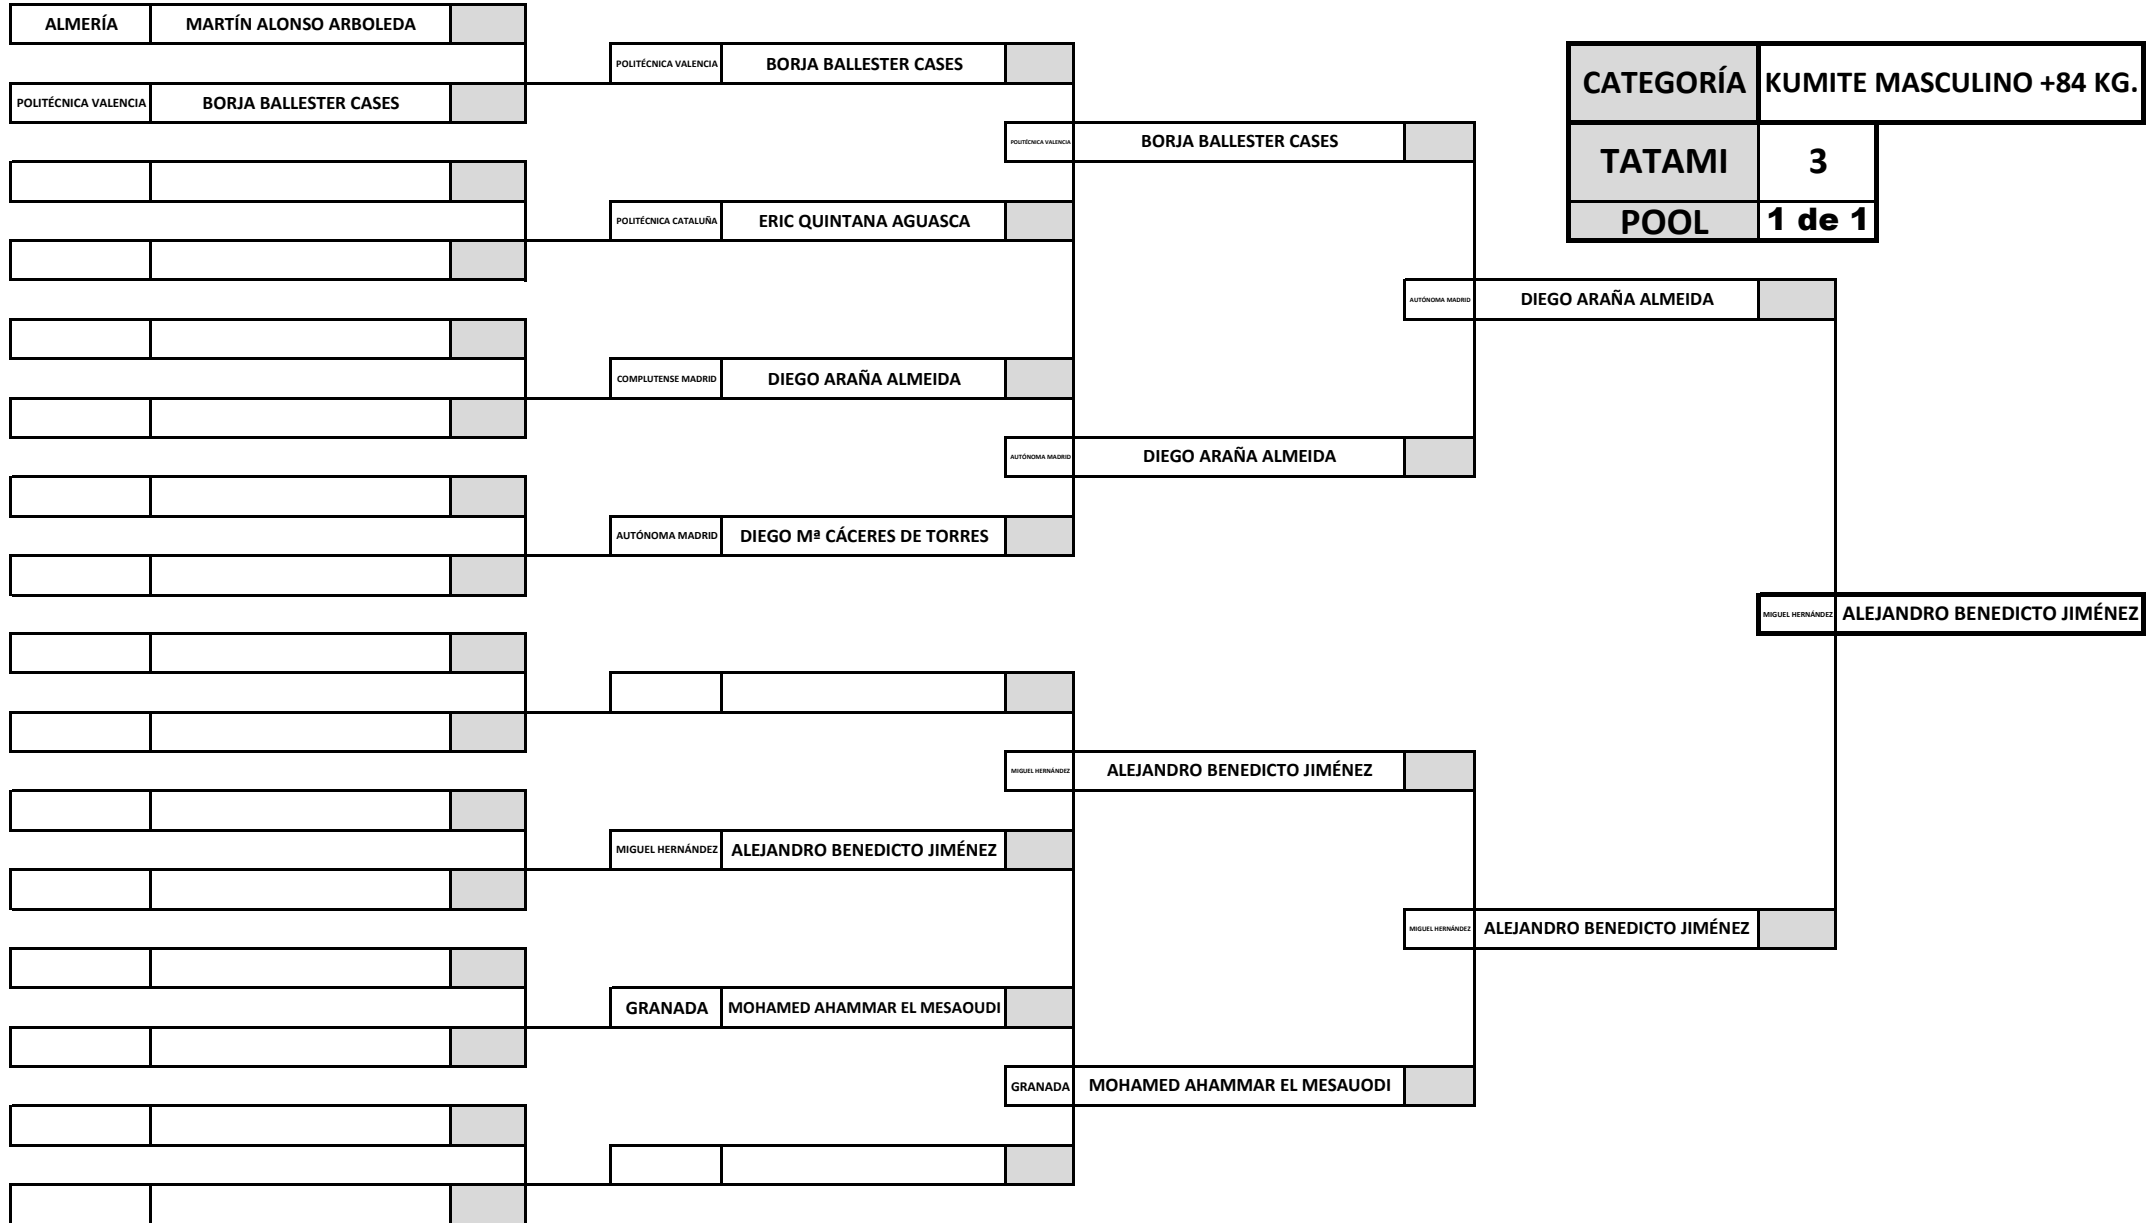 ALMERÍA MARTÍN ALONSO ARBOLEDA
POLITÉCNICA VALENCIA BORJA BALLESTER CASES
POLITÉCNICA VALENCIA BORJA BALLESTER CASES
POLITÉCNICA CATALUÑA ERIC QUINTANA AGUASCA
COMPLUTENSE MADRID DIEGO ARAÑA ALMEIDA
AUTÓNOMA MADRID DIEGO Mª CÁCERES DE TORRES
MIGUEL HERNÁNDEZ ALEJANDRO BENEDICTO JIMÉNEZ
GRANADA MOHAMED AHAMMAR EL MESAOUDI
POLITÉCNICA VALENCIA BORJA BALLESTER CASES
AUTÓNOMA MADRID DIEGO ARAÑA ALMEIDA
MIGUEL HERNÁNDEZ ALEJANDRO BENEDICTO JIMÉNEZ
GRANADA MOHAMED AHAMMAR EL MESAUODI
AUTÓNOMA MADRID DIEGO ARAÑA ALMEIDA
MIGUEL HERNÁNDEZ ALEJANDRO BENEDICTO JIMÉNEZ
MIGUEL HERNÁNDEZ ALEJANDRO BENEDICTO JIMÉNEZ
CATEGORÍA KUMITE MASCULINO +84 KG.
TATAMI 3
POOL 1 de 1